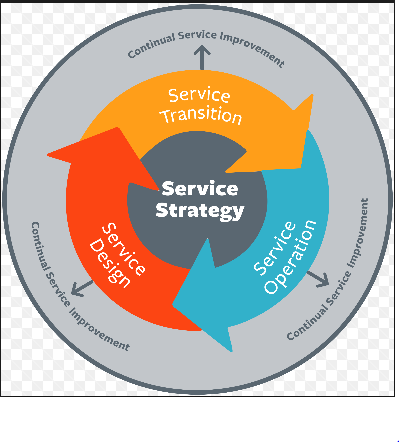 Continual Service Improvement
Service
Transition
Service
Strategy
Service
Design
Service
Operation
Continual Service Improvement
Continual Service Improvement